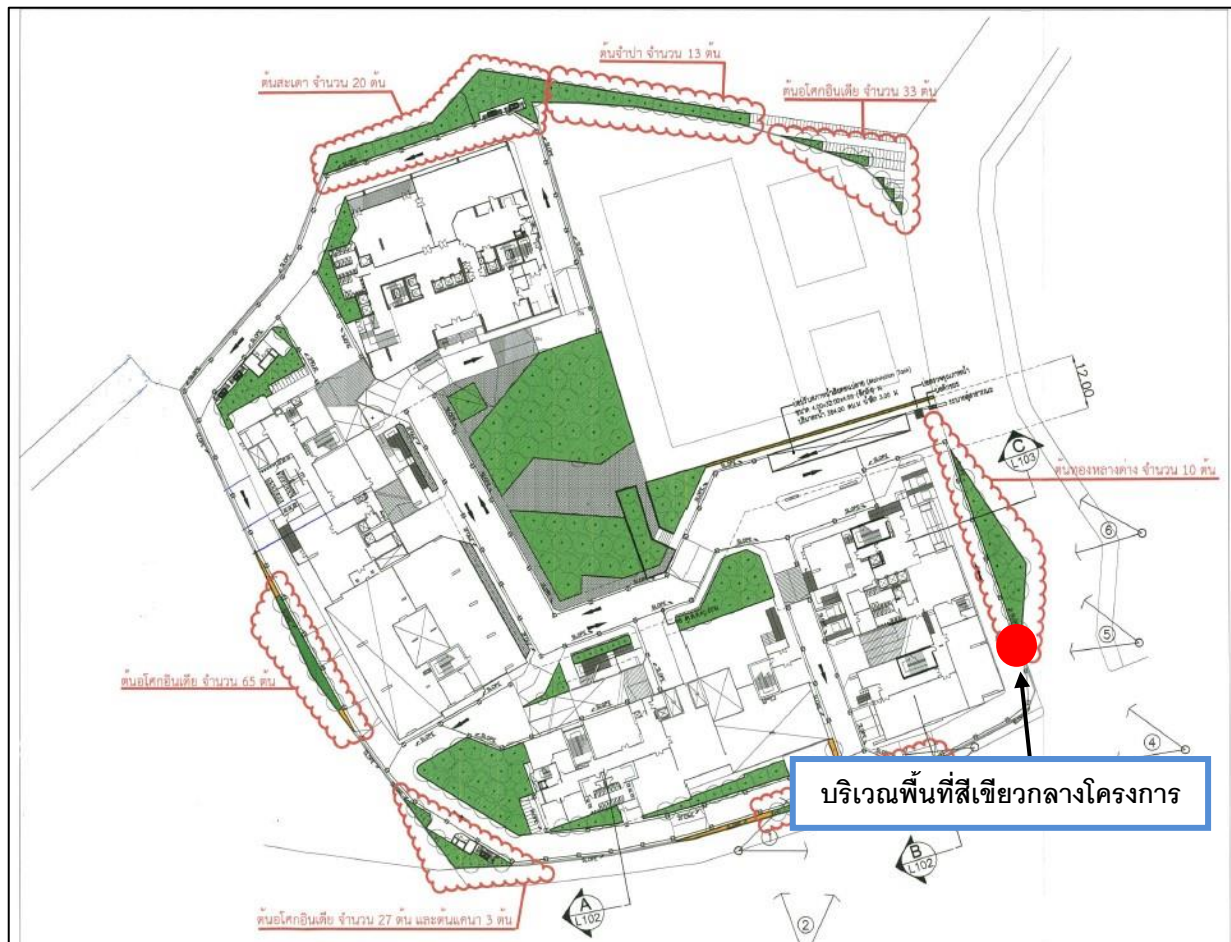 ต้นจำปา จำนวน 13 ต้น
ต้นสะเดา จำนวน 20 ต้น
ต้นอโศกอินเดีย จำนวน 33 ต้น
12.00
C
L103
ต้นทองหลางด่าง จำนวน 10 ต้น
6
5
4
ต้นอโศกอินเดีย จำนวน 65 ต้น
บริเวณพื้นที่สีเขียวกลางโครงการ
1
B
L102
A
L102
2
ต้นอโศกอินเดีย จำนวน 27 ต้น และต้นแคนา 3 ต้น
SLOPE
SLOPE
SLOPE
SLOPE
SLOPE
SLOPE